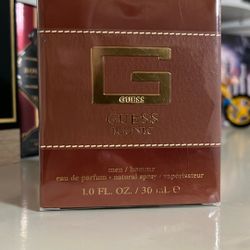 GUESS
GUESS
ICONIC
men / homme
eau de parfum - natural spray / vaporisateur
1.0 FL. OZ. / 30 mL e